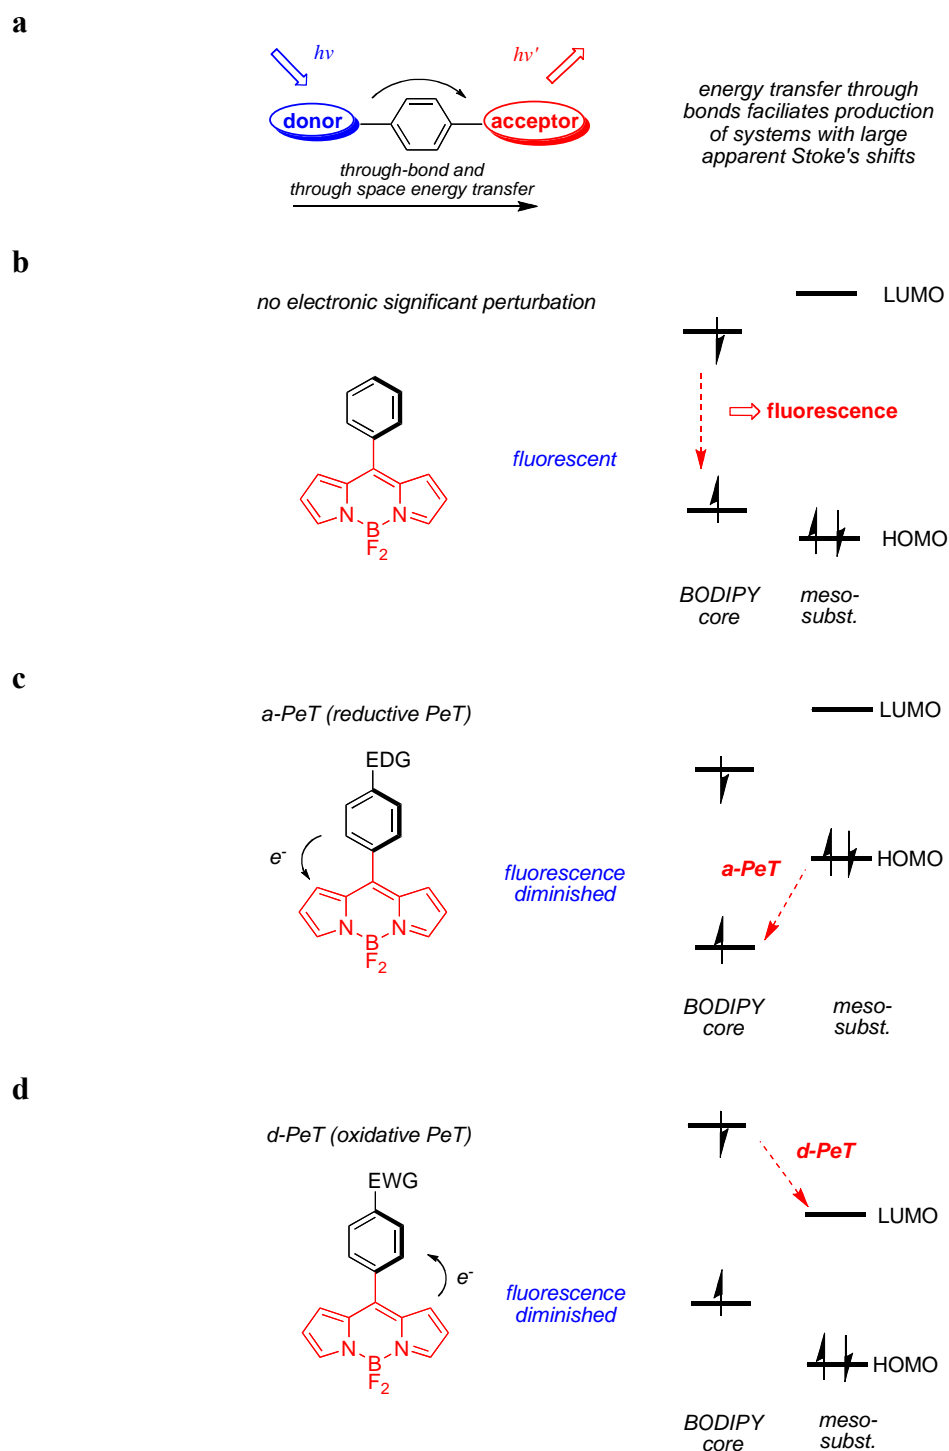 a
hν
hν'
donor
acceptor
through-bond and
through space energy transfer
energy transfer through
bonds faciliates production
of systems with large
apparent Stoke's shifts
b
no electronic significant perturbation
LUMO
fluorescence
fluorescent
N
B
N
F2
HOMO
BODIPY
core
meso-
subst.
c
a-PeT (reductive PeT)
LUMO
EDG
e-
fluorescence
diminished
a-PeT
HOMO
N
B
N
F2
BODIPY
core
meso-
subst.
d
d-PeT (oxidative PeT)
d-PeT
EWG
LUMO
e-
fluorescence
diminished
N
B
N
F2
HOMO
BODIPY
core
meso-
subst.